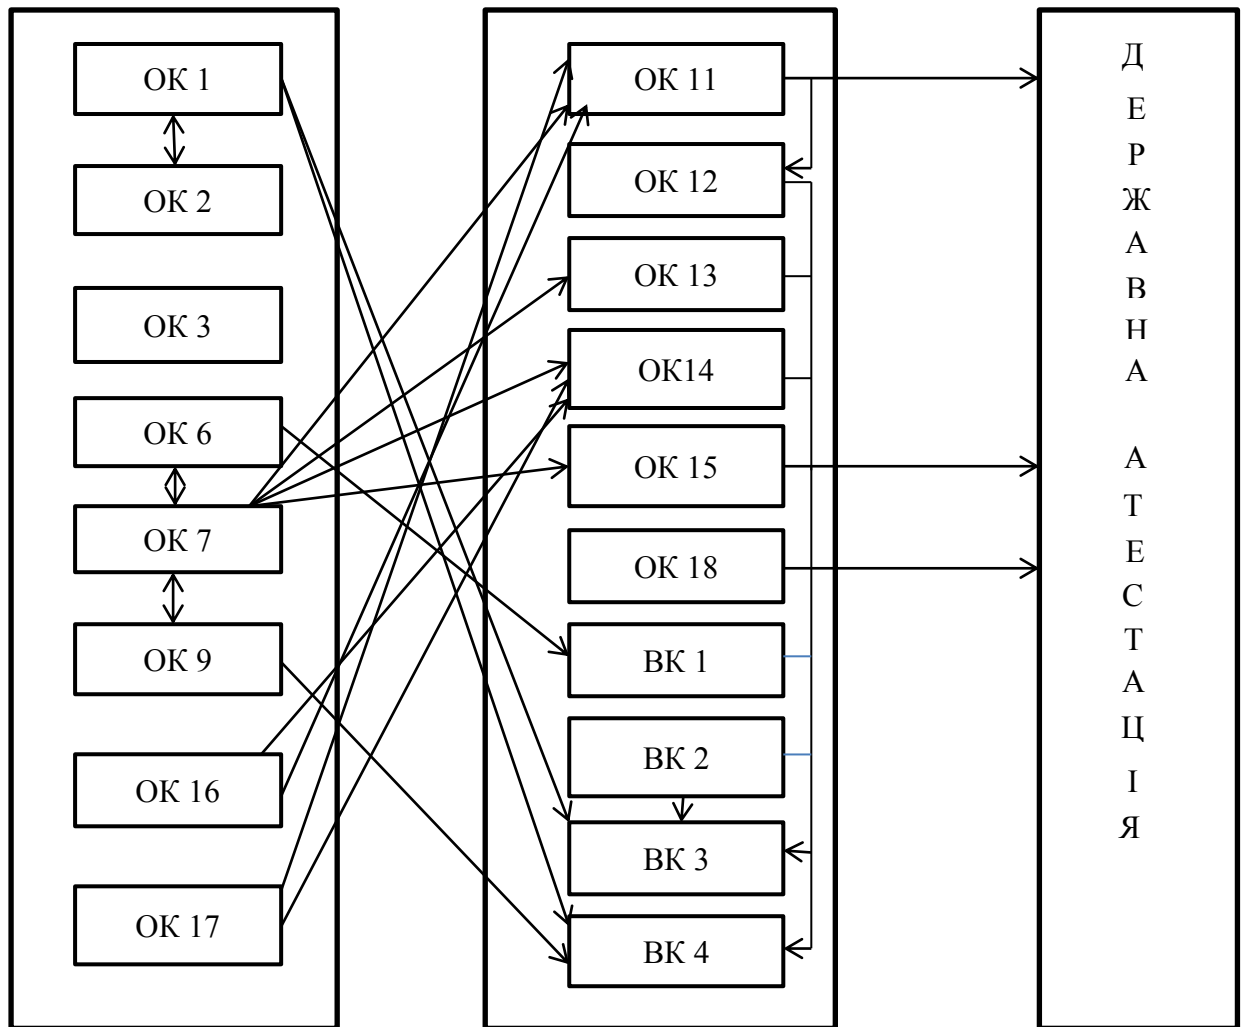 ОК 1
ОК 2
ОК 3
ОК 6
ОК 7
ОК 9
ОК 16
ОК 17
ОК 11
ОК 12
ОК 13
ОК14
ОК 15
ОК 18
ВК 1
ВК 2
ВК 3
ВК 4
Д
Е
Р
Ж
А
В
Н
А
А
Т
Е
С
Т
А
Ц
І
Я